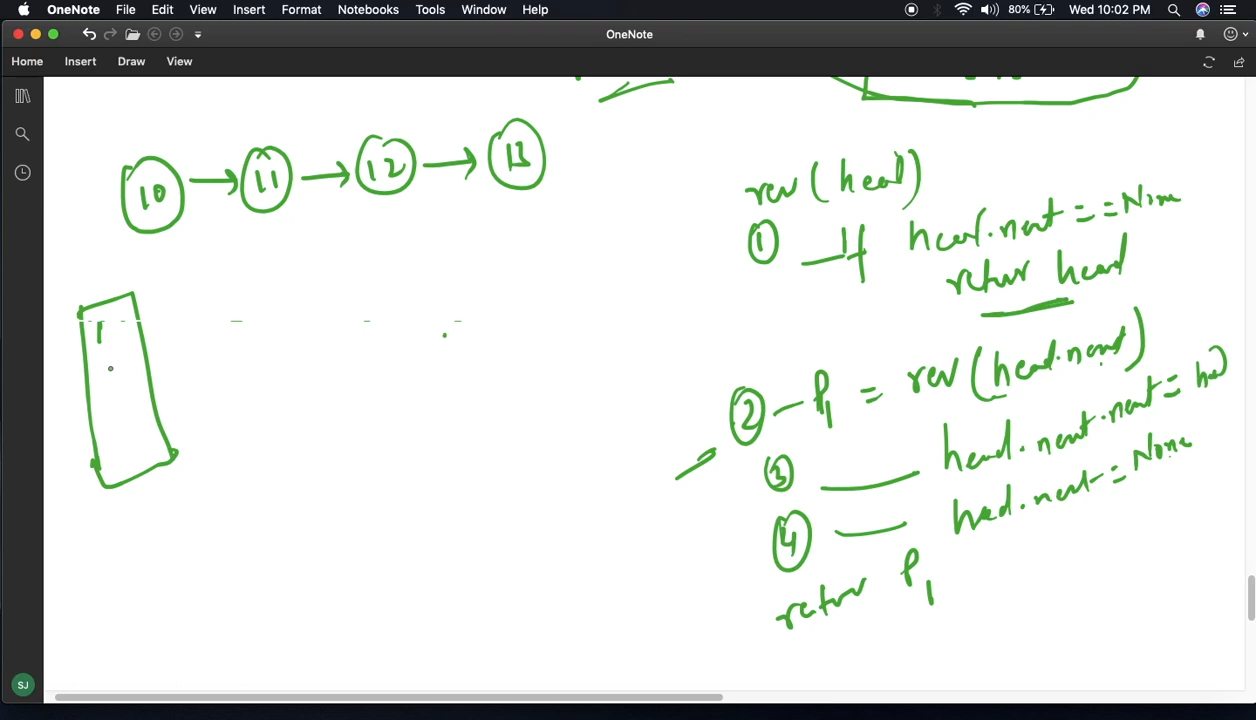 OneNote File Edit View Insert Format Notebooks Tools Window Help 80% Wed 10:02 PM
OneNote
Home Insert Draw View
10 → 11 → 12 → 13
rev (head)
① If head.next == None
return head
② - P1 = rev (head.next)
③ head.next.next = head
④ head.next = None
return P1
1
SJ